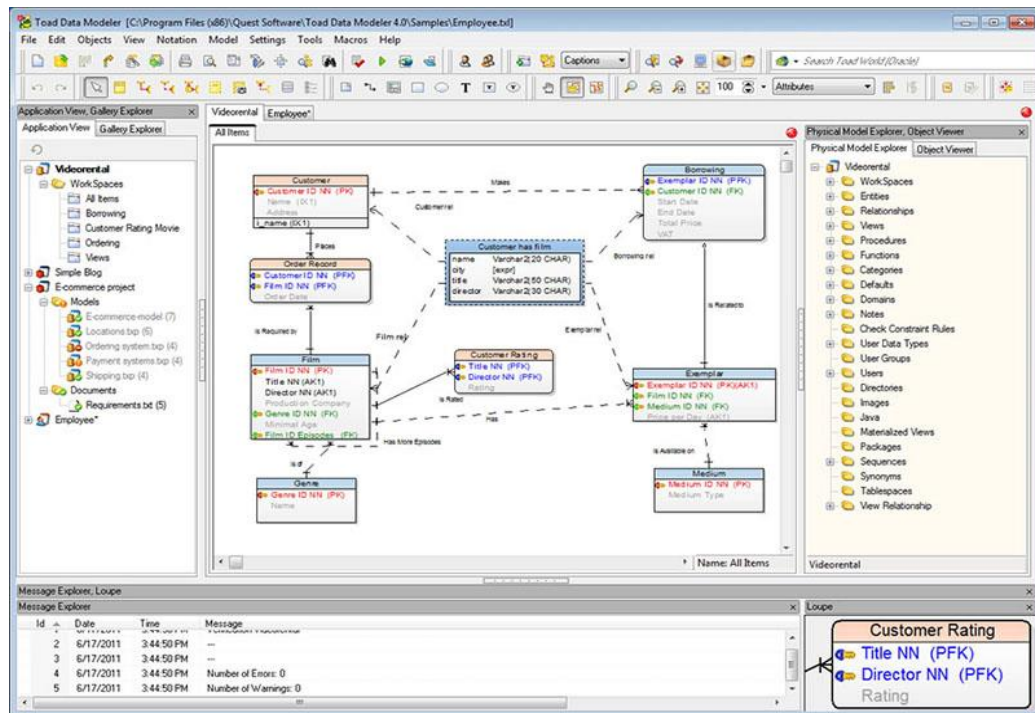 Toad Data Modeler [C:\Program Files (x86)\Quest Software\Toad Data Modeler 4.0\Samples\Employee.txl]
File Edit Objects View Notation Model Settings Tools Macros Help
Captions
Search Toad World (Oracle)
100
Attributes
Application View, Gallery Explorer
Application View Gallery Explorer
Videorental
WorkSpaces
All Items
Borrowing
Customer Rating Movie
Ordering
Views
Simple Blog
E-commerce project
Models
E-commerce-model (7)
Locations.txp (6)
Ordering system.txp (4)
Payment systems.txp (4)
Shipping.txp (4)
Documents
Requirements.txt (5)
Employee*
Videorental Employee*
All Items
Customer
Customer ID NN (PK)
Name (IX1)
Address
i_name (IX1)
Makes
Borrowing
Exemplar ID NN (PFK)
Customer ID NN (FK)
Start Date
End Date
Total Price
VAT
Customer rel
Places
Customer has film
name Varchar2(20 CHAR)
city [expr]
title Varchar2(50 CHAR)
director Varchar2(30 CHAR)
Borrowing rel
Order Record
Customer ID NN (PFK)
Film ID NN (PFK)
Order Date
Is Related to
Is Required by
Film rel
Exemplar rel
Film
Film ID NN (PK)
Title NN (AK1)
Director NN (AK1)
Production Company
Genre ID NN (FK)
Minimal Age
Film ID Episodes (FK)
Customer Rating
Title NN (PFK)
Director NN (PFK)
Rating
Is Rated
Exemplar
Exemplar ID NN (PK)(AK1)
Film ID NN (FK)
Medium ID NN (FK)
Price per Day (AK1)
Has
Has More Episodes
Is of
Is Available on
Genre
Genre ID NN (PK)
Name
Medium
Medium ID NN (PK)
Medium Type
Name: All Items
Physical Model Explorer, Object Viewer
Physical Model Explorer Object Viewer
Videorental
WorkSpaces
Entities
Relationships
Views
Procedures
Functions
Categories
Defaults
Domains
Notes
Check Constraint Rules
User Data Types
User Groups
Users
Directories
Images
Java
Materialized Views
Packages
Sequences
Synonyms
Tablespaces
View Relationship
Videorental
Message Explorer, Loupe
Message Explorer
Id Date Time Message
2 6/17/2011 3:44:50 PM ---
3 6/17/2011 3:44:50 PM ---
4 6/17/2011 3:44:50 PM Number of Errors: 0
5 6/17/2011 3:44:50 PM Number of Warnings: 0
Loupe
Customer Rating
Title NN (PFK)
Director NN (PFK)
Rating